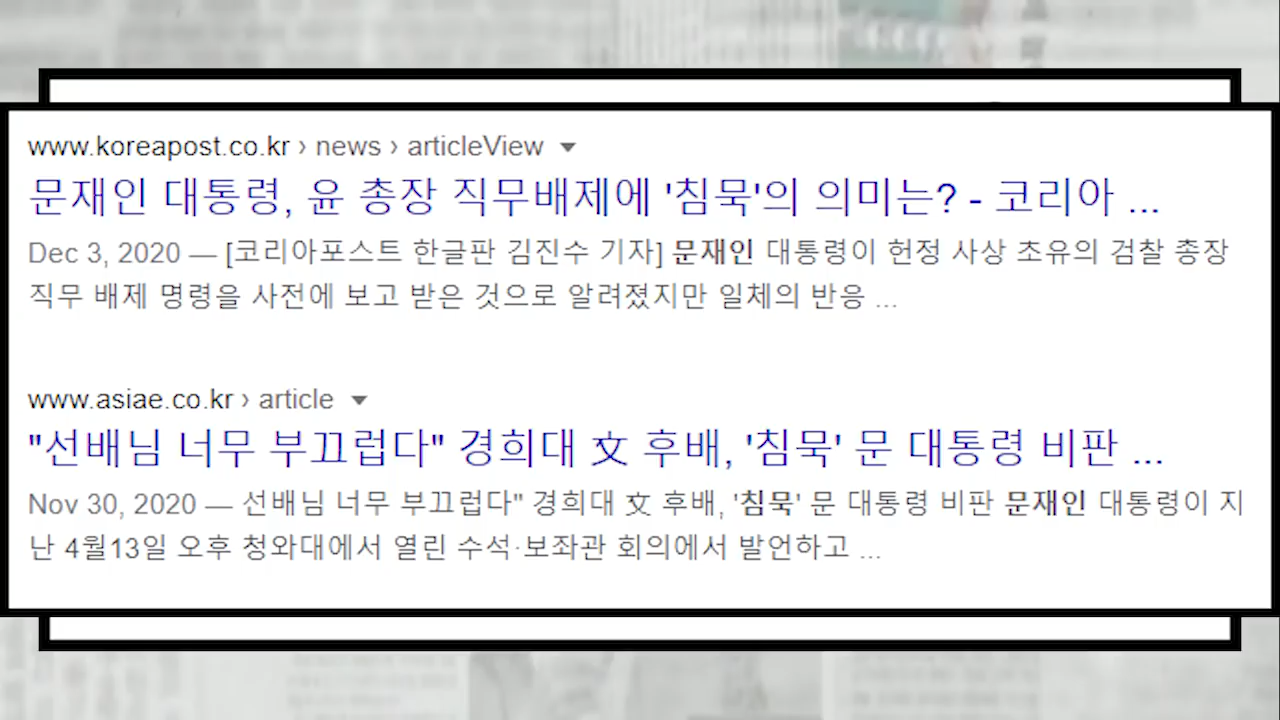 www.koreapost.co.kr › news › articleView
문재인 대통령, 윤 총장 직무배제에 '침묵'의 의미는? - 코리아 ...
Dec 3, 2020 — [코리아포스트 한글판 김진수 기자] 문재인 대통령이 헌정 사상 초유의 검찰 총장
직무 배제 명령을 사전에 보고 받은 것으로 알려졌지만 일체의 반응 ...
www.asiae.co.kr › article
"선배님 너무 부끄럽다" 경희대 文 후배, '침묵' 문 대통령 비판 ...
Nov 30, 2020 — 선배님 너무 부끄럽다" 경희대 文 후배, '침묵' 문 대통령 비판 문재인 대통령이 지
난 4월13일 오후 청와대에서 열린 수석·보좌관 회의에서 발언하고 ...